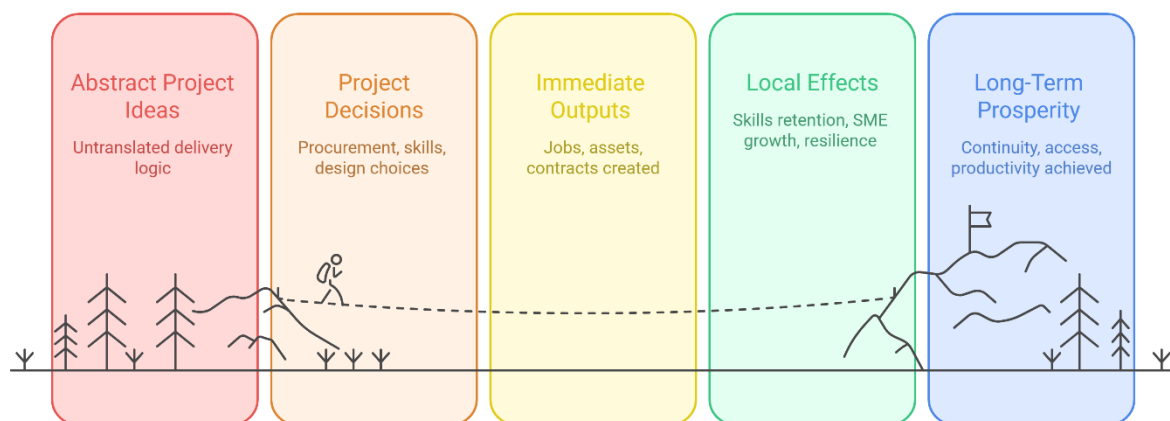 Abstract Project
Ideas
Untranslated delivery
logic
Project
Decisions
Procurement, skills,
design choices
Immediate
Outputs
Jobs, assets,
contracts created
Local Effects
Skills retention, SME
growth, resilience
Long-Term
Prosperity
Continuity, access,
productivity achieved